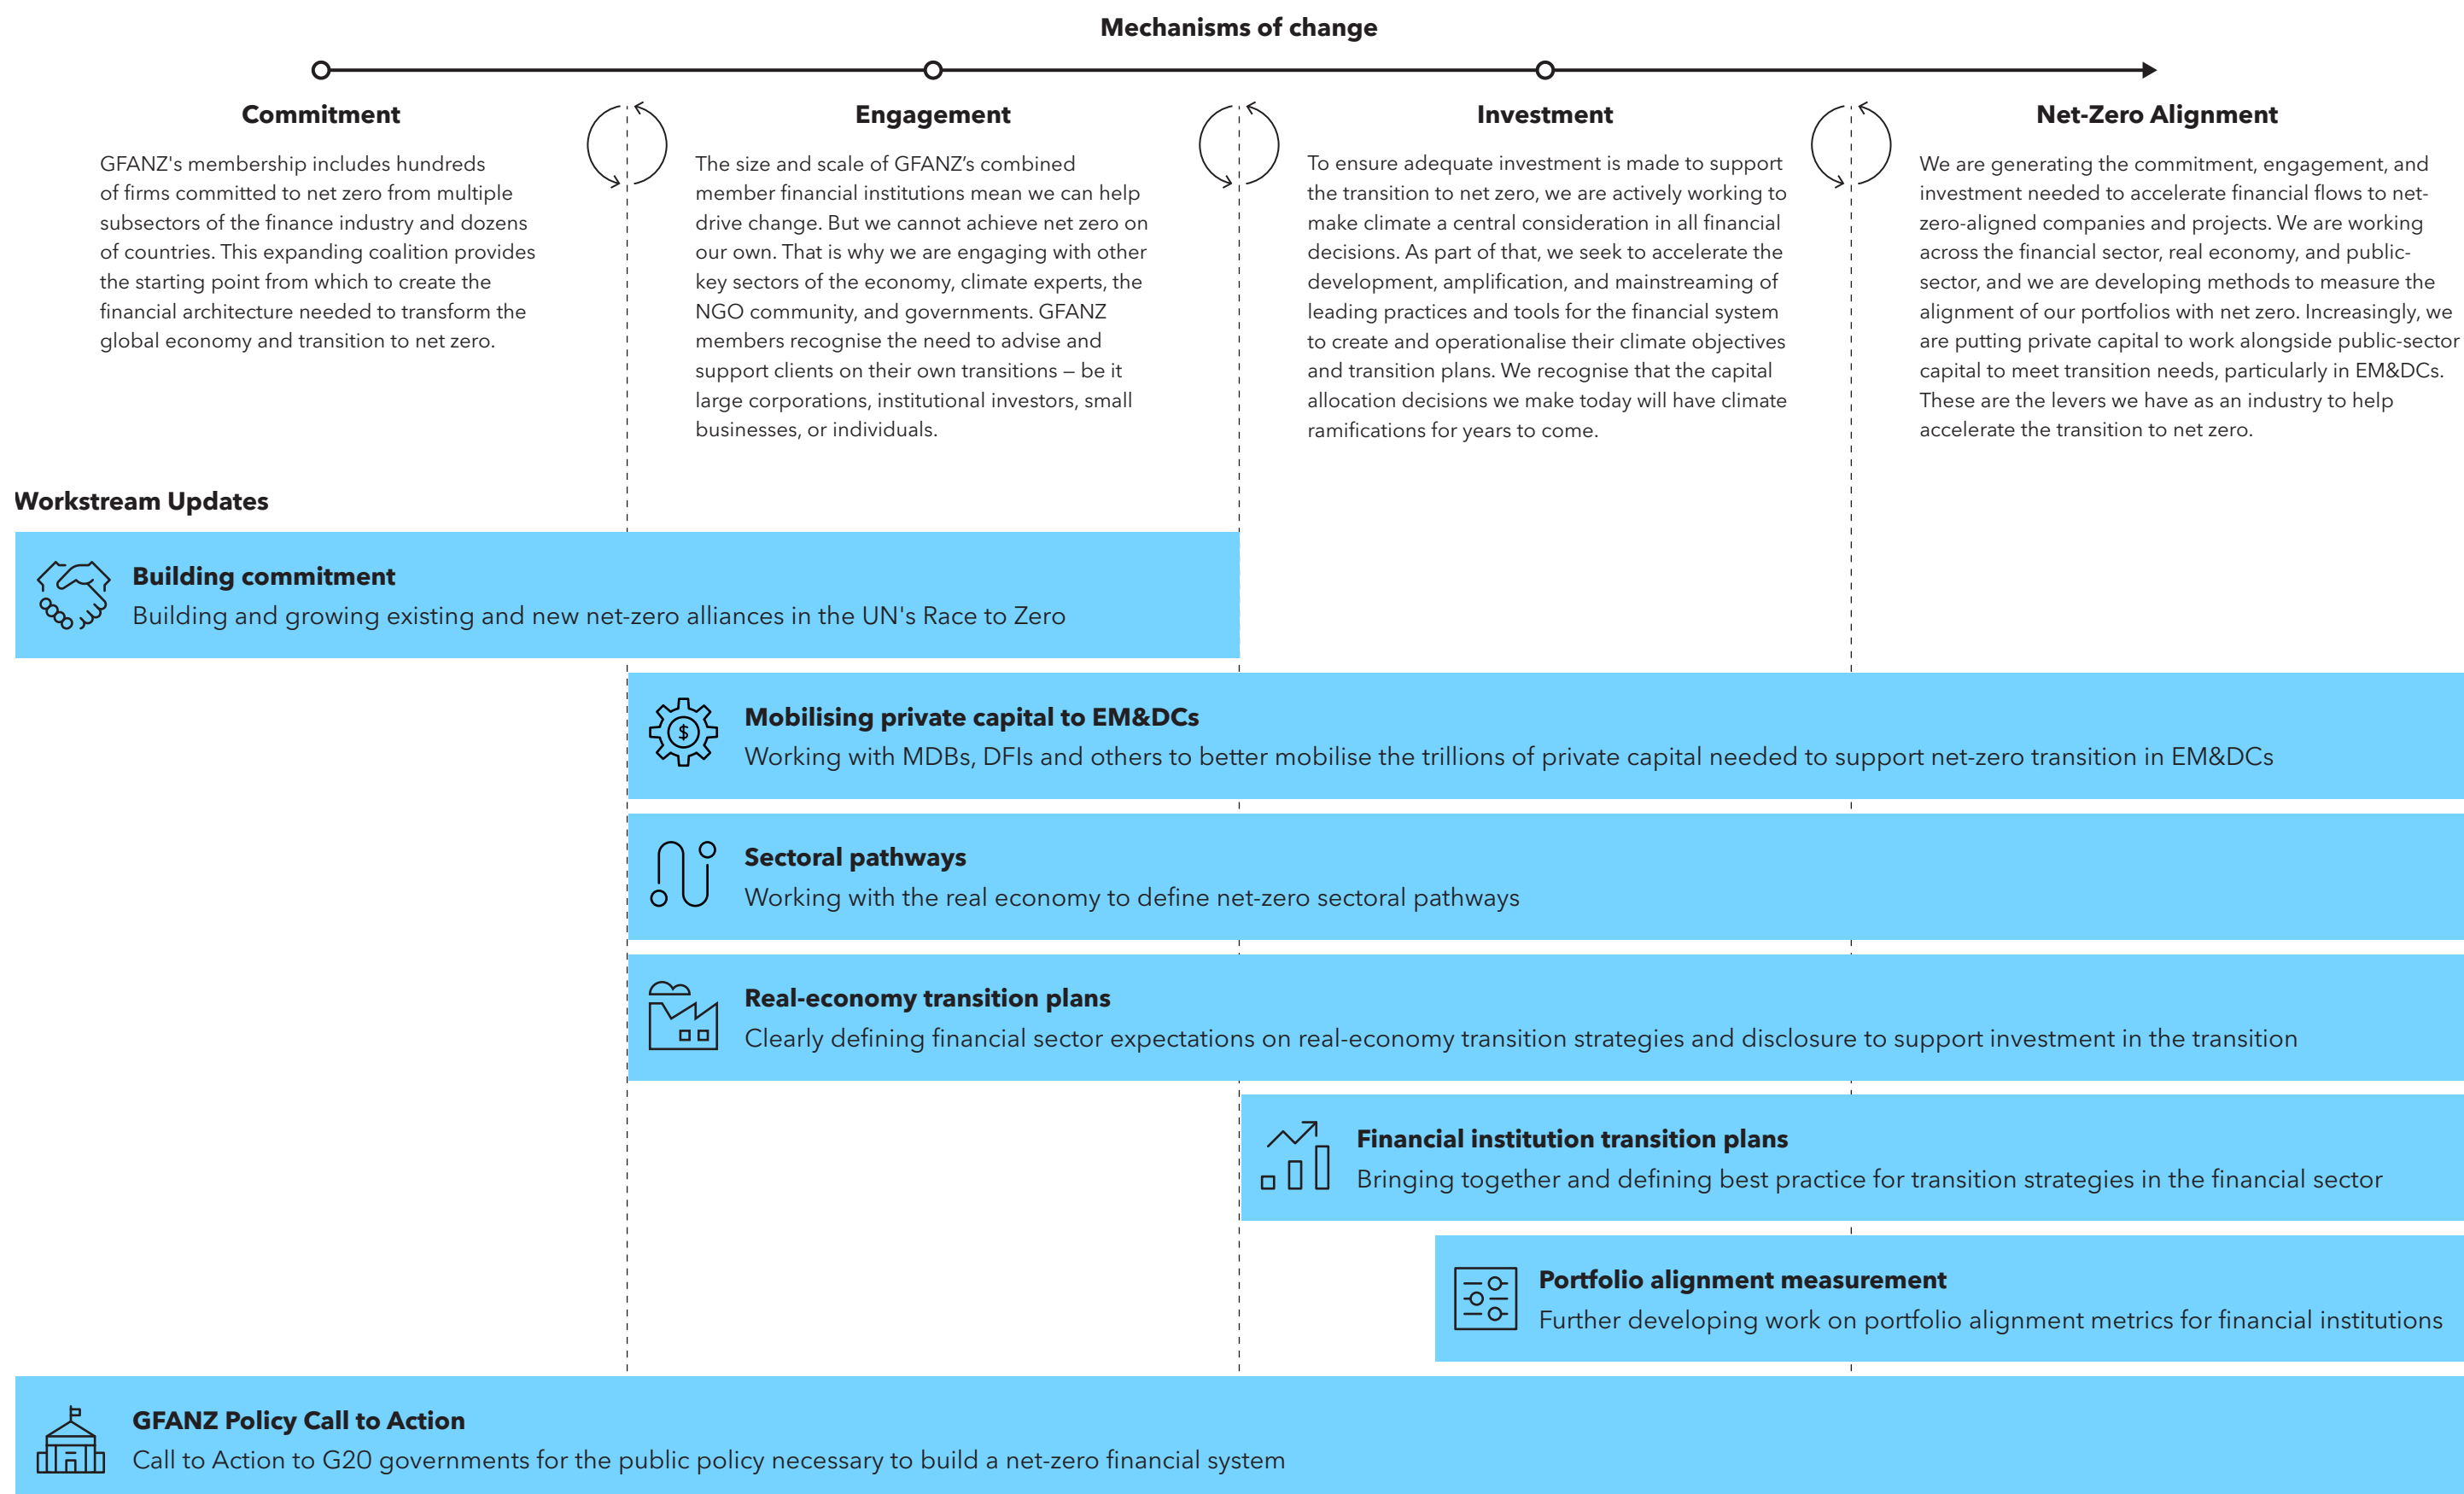 Mechanisms of change
Commitment
GFANZ's membership includes hundreds
of firms committed to net zero from multiple
subsectors of the finance industry and dozens
of countries. This expanding coalition provides
the starting point from which to create the
financial architecture needed to transform the
global economy and transition to net zero.
Engagement
The size and scale of GFANZ’s combined
member financial institutions mean we can help
drive change. But we cannot achieve net zero on
our own. That is why we are engaging with other
key sectors of the economy, climate experts, the
NGO community, and governments. GFANZ
members recognise the need to advise and
support clients on their own transitions – be it
large corporations, institutional investors, small
businesses, or individuals.
Investment
To ensure adequate investment is made to support
the transition to net zero, we are actively working to
make climate a central consideration in all financial
decisions. As part of that, we seek to accelerate the
development, amplification, and mainstreaming of
leading practices and tools for the financial system
to create and operationalise their climate objectives
and transition plans. We recognise that the capital
allocation decisions we make today will have climate
ramifications for years to come.
Net-Zero Alignment
We are generating the commitment, engagement, and
investment needed to accelerate financial flows to net-
zero-aligned companies and projects. We are working
across the financial sector, real economy, and public-
sector, and we are developing methods to measure the
alignment of our portfolios with net zero. Increasingly, we
are putting private capital to work alongside public-sector
capital to meet transition needs, particularly in EM&DCs.
These are the levers we have as an industry to help
accelerate the transition to net zero.
Workstream Updates
Building commitment
Building and growing existing and new net-zero alliances in the UN's Race to Zero
$
Mobilising private capital to EM&DCs
Working with MDBs, DFIs and others to better mobilise the trillions of private capital needed to support net-zero transition in EM&DCs
Sectoral pathways
Working with the real economy to define net-zero sectoral pathways
Real-economy transition plans
Clearly defining financial sector expectations on real-economy transition strategies and disclosure to support investment in the transition
Financial institution transition plans
Bringing together and defining best practice for transition strategies in the financial sector
Portfolio alignment measurement
Further developing work on portfolio alignment metrics for financial institutions
GFANZ Policy Call to Action
Call to Action to G20 governments for the public policy necessary to build a net-zero financial system